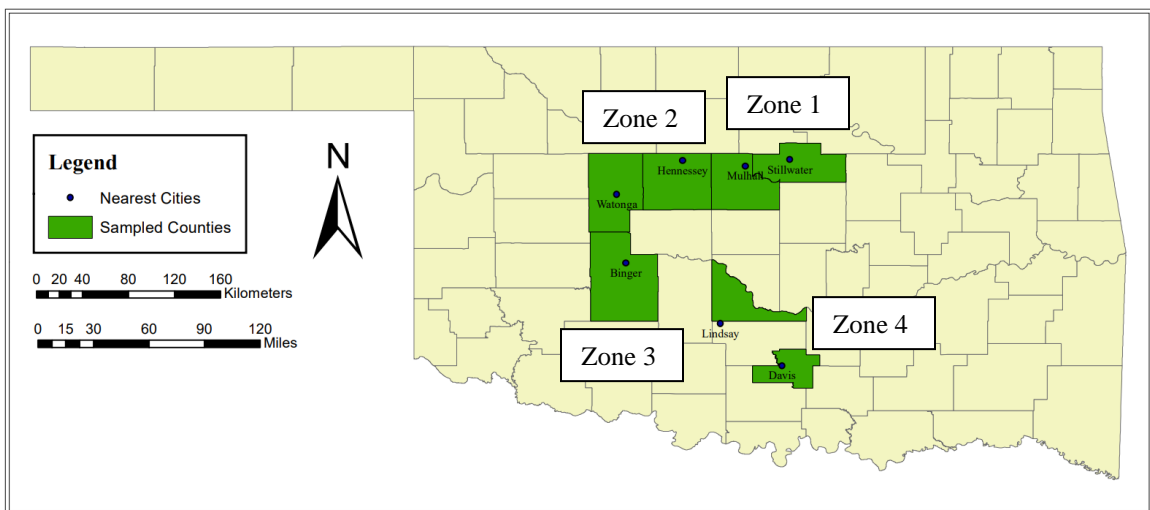 Zone 1
Zone 2
Legend
Nearest Cities
Sampled Counties
N
Hennessey
Mulhall
Stillwater
Watonga
Binger
0 20 40 80 120 160
Kilometers
0 15 30 60 90 120
Miles
Lindsay
Zone 4
Zone 3
Davis